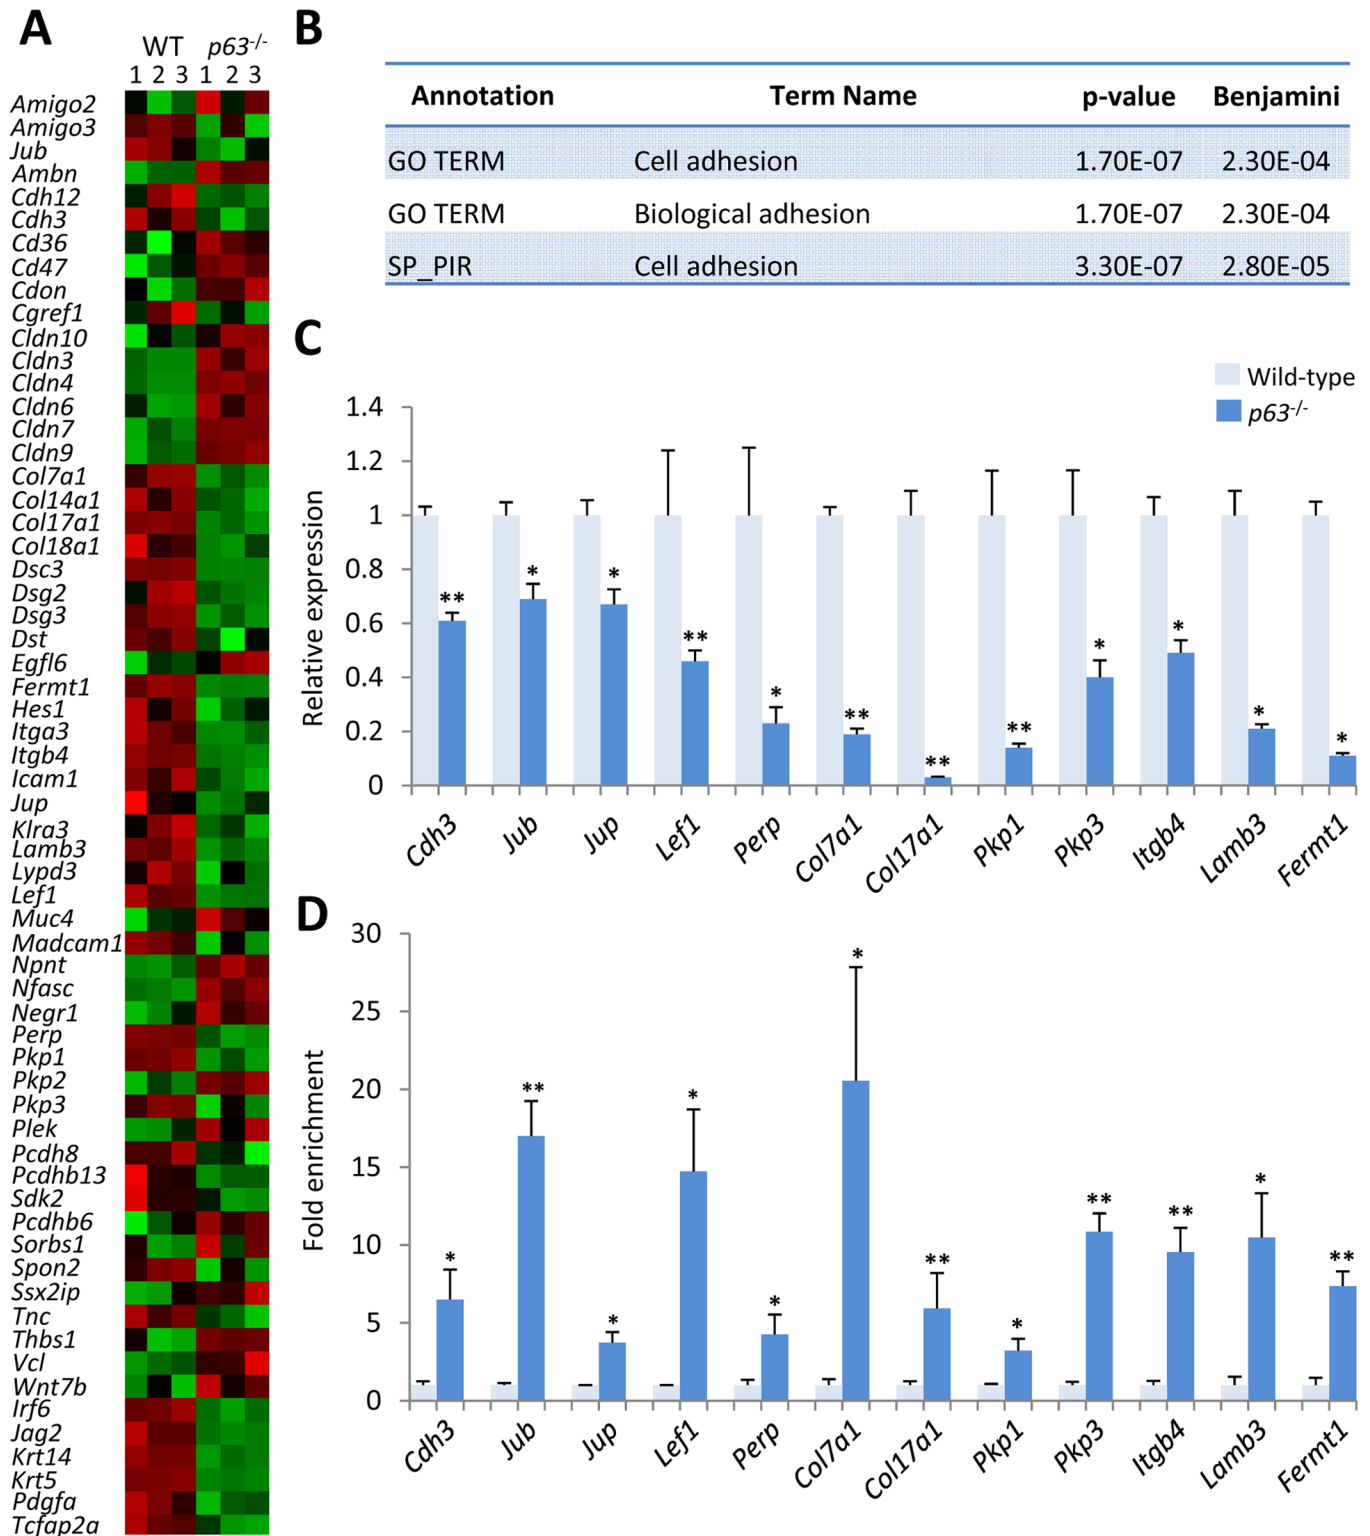 A
WT p63-/-
1 2 3 1 2 3
Amigo2
Amigo3
Jub
Ambn
Cdh12
Cdh3
Cd36
Cd47
Cdon
Cgref1
Cldn10
Cldn3
Cldn4
Cldn6
Cldn7
Cldn9
Col7a1
Col14a1
Col17a1
Col18a1
Dsc3
Dsg2
Dsg3
Dst
Egfl6
Fermt1
Hes1
Itga3
Itgb4
Icam1
Jup
Klra3
Lamb3
Lypd3
Lef1
Muc4
Madcam1
Npnt
Nfasc
Negr1
Perp
Pkp1
Pkp2
Pkp3
Plek
Pcdh8
Pcdhb13
Sdk2
Pcdhb6
Sorbs1
Spon2
Ssx2ip
Tnc
Thbs1
Vcl
Wnt7b
Irf6
Jag2
Krt14
Krt5
Pdgfa
Tcfap2a
B
Annotation Term Name p-value Benjamini
GO TERM Cell adhesion 1.70E-07 2.30E-04
GO TERM Biological adhesion 1.70E-07 2.30E-04
SP_PIR Cell adhesion 3.30E-07 2.80E-05
C
Wild-type
p63-/-
Relative expression
1.4
1.2
1
0.8
0.6
0.4
0.2
0
** * * ** * ** ** ** * * * *
Cdh3 Jub Jup Lef1 Perp Col7a1 Col17a1 Pkp1 Pkp3 Itgb4 Lamb3 Fermt1
D
Fold enrichment
30
25
20
15
10
5
0
* ** * * * * ** * ** ** * **
Cdh3 Jub Jup Lef1 Perp Col7a1 Col17a1 Pkp1 Pkp3 Itgb4 Lamb3 Fermt1